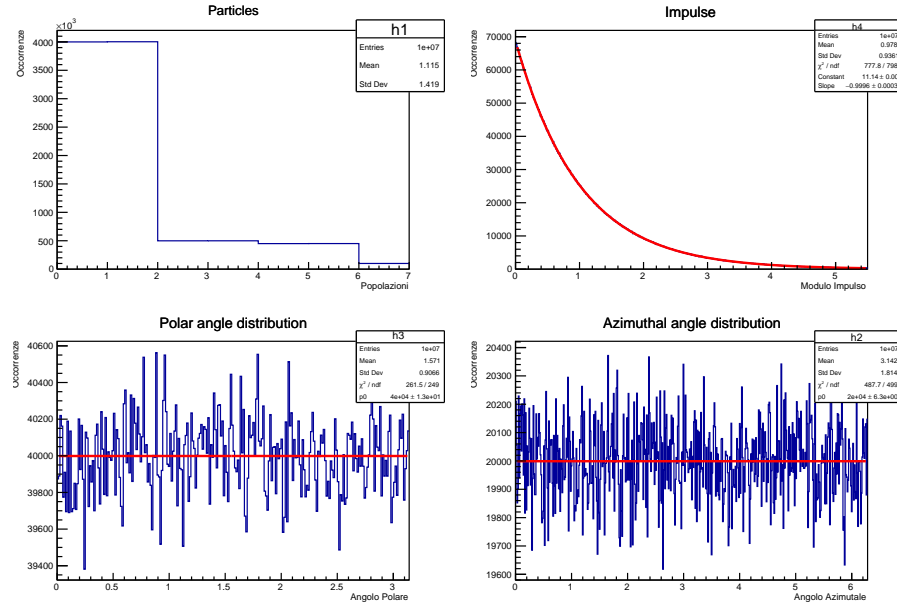 Particles
Occorrenze
×10³
h1
Entries 1e+07
Mean 1.115
Std Dev 1.419
4000
3500
3000
2500
2000
1500
1000
500
0
0 1 2 3 4 5 6 7
Popolazioni
Impulse
Occorrenze
h4
Entries 1e+07
Mean 0.978
Std Dev 0.9361
χ² / ndf 777.8 / 798
Constant 11.14 ± 0.00
Slope −0.9996 ± 0.0003
70000
60000
50000
40000
30000
20000
10000
0
0 1 2 3 4 5
Modulo Impulso
Polar angle distribution
Occorrenze
h3
Entries 1e+07
Mean 1.571
Std Dev 0.9066
χ² / ndf 261.5 / 249
p0 4e+04 ± 1.3e+01
40600
40400
40200
40000
39800
39600
39400
0 0.5 1 1.5 2 2.5 3
Angolo Polare
Azimuthal angle distribution
Occorrenze
h2
Entries 1e+07
Mean 3.142
Std Dev 1.814
χ² / ndf 487.7 / 499
p0 2e+04 ± 6.3e+00
20400
20300
20200
20100
20000
19900
19800
19700
19600
0 1 2 3 4 5 6
Angolo Azimutale